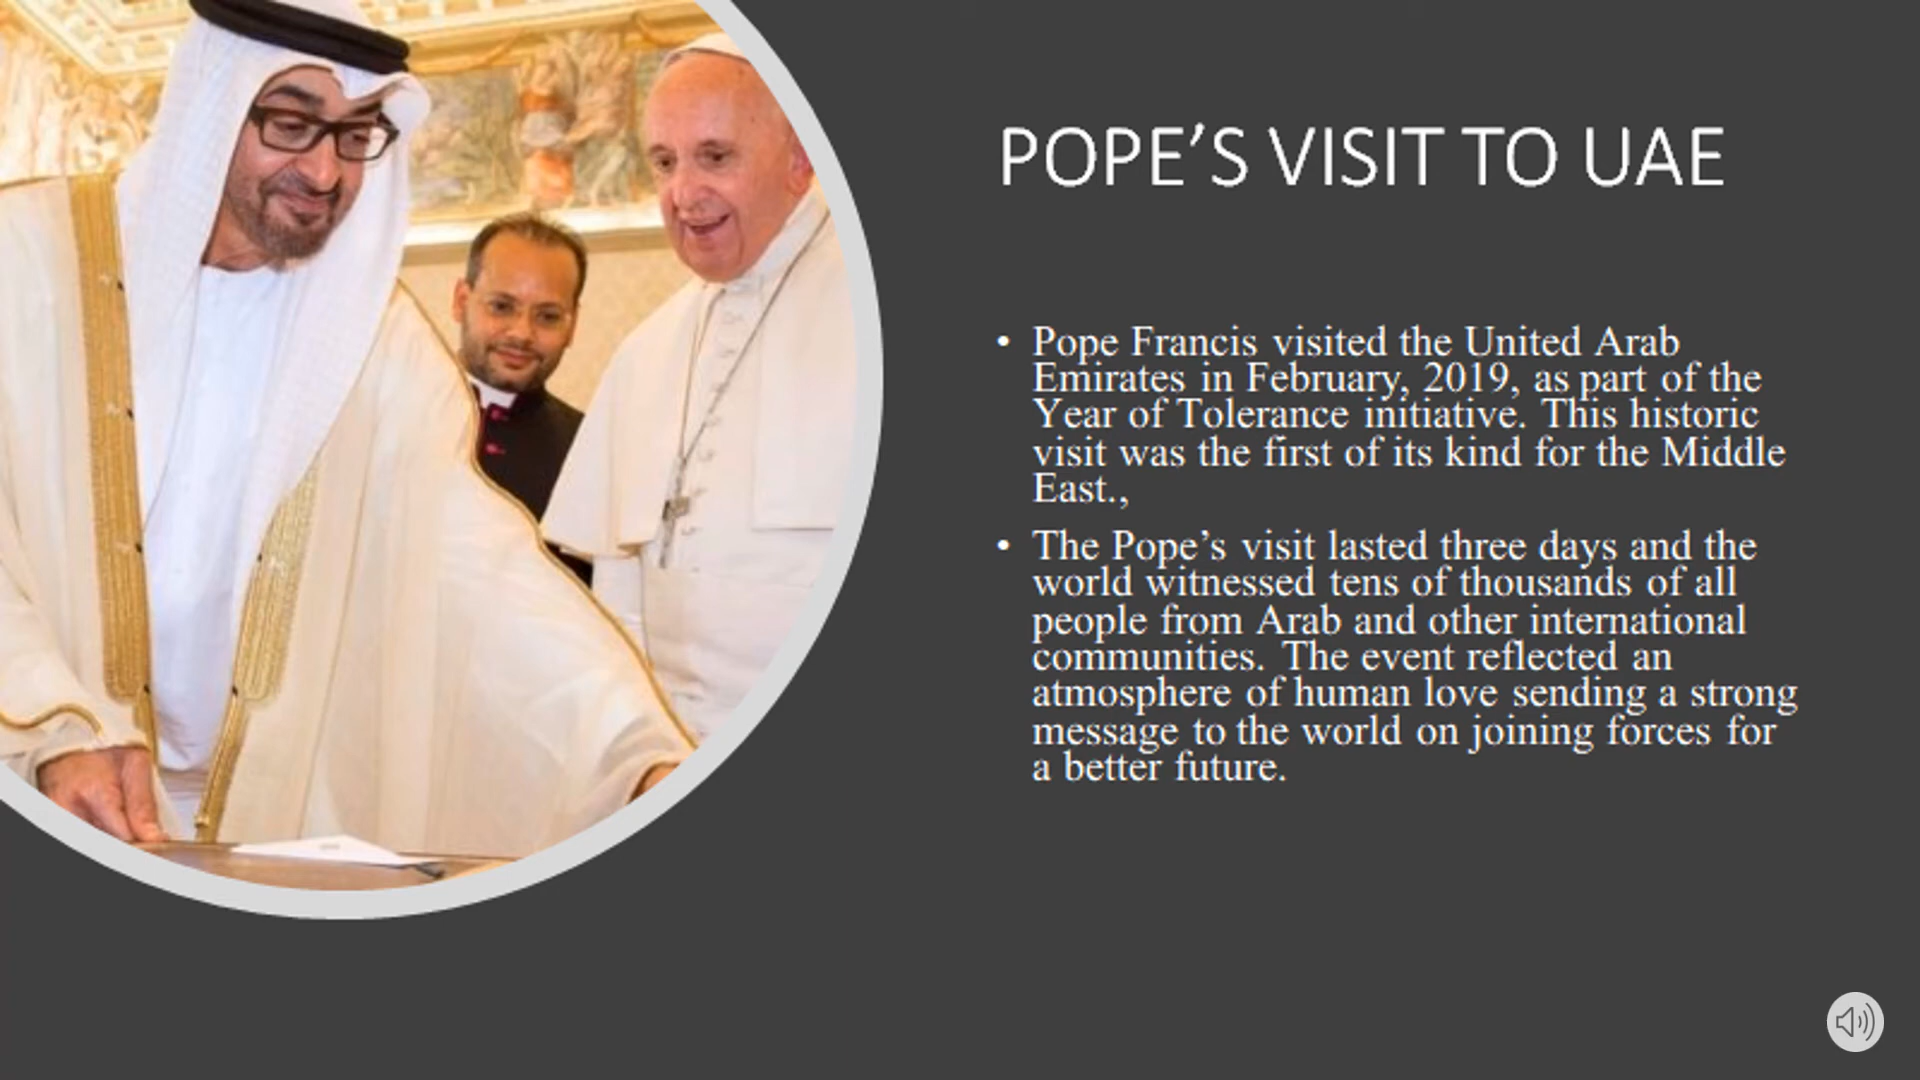 POPE’S VISIT TO UAE
• Pope Francis visited the United Arab
Emirates in February, 2019, as part of the
Year of Tolerance initiative. This historic
visit was the first of its kind for the Middle
East.,
• The Pope’s visit lasted three days and the
world witnessed tens of thousands of all
people from Arab and other international
communities. The event reflected an
atmosphere of human love sending a strong
message to the world on joining forces for
a better future.